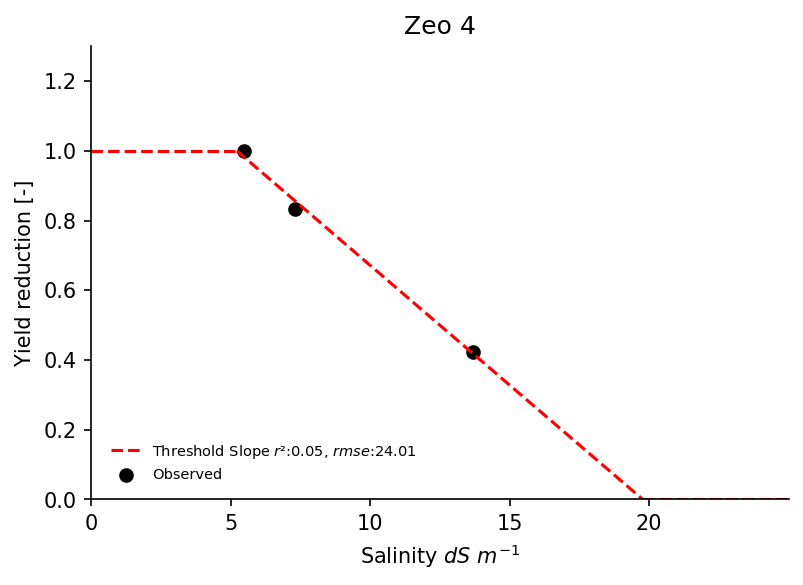 Zeo 4
Yield reduction [-]
1.2
1.0
0.8
0.6
0.4
0.2
0.0
Threshold Slope r²:0.05, rmse:24.01
Observed
0 5 10 15 20
Salinity dS m⁻¹